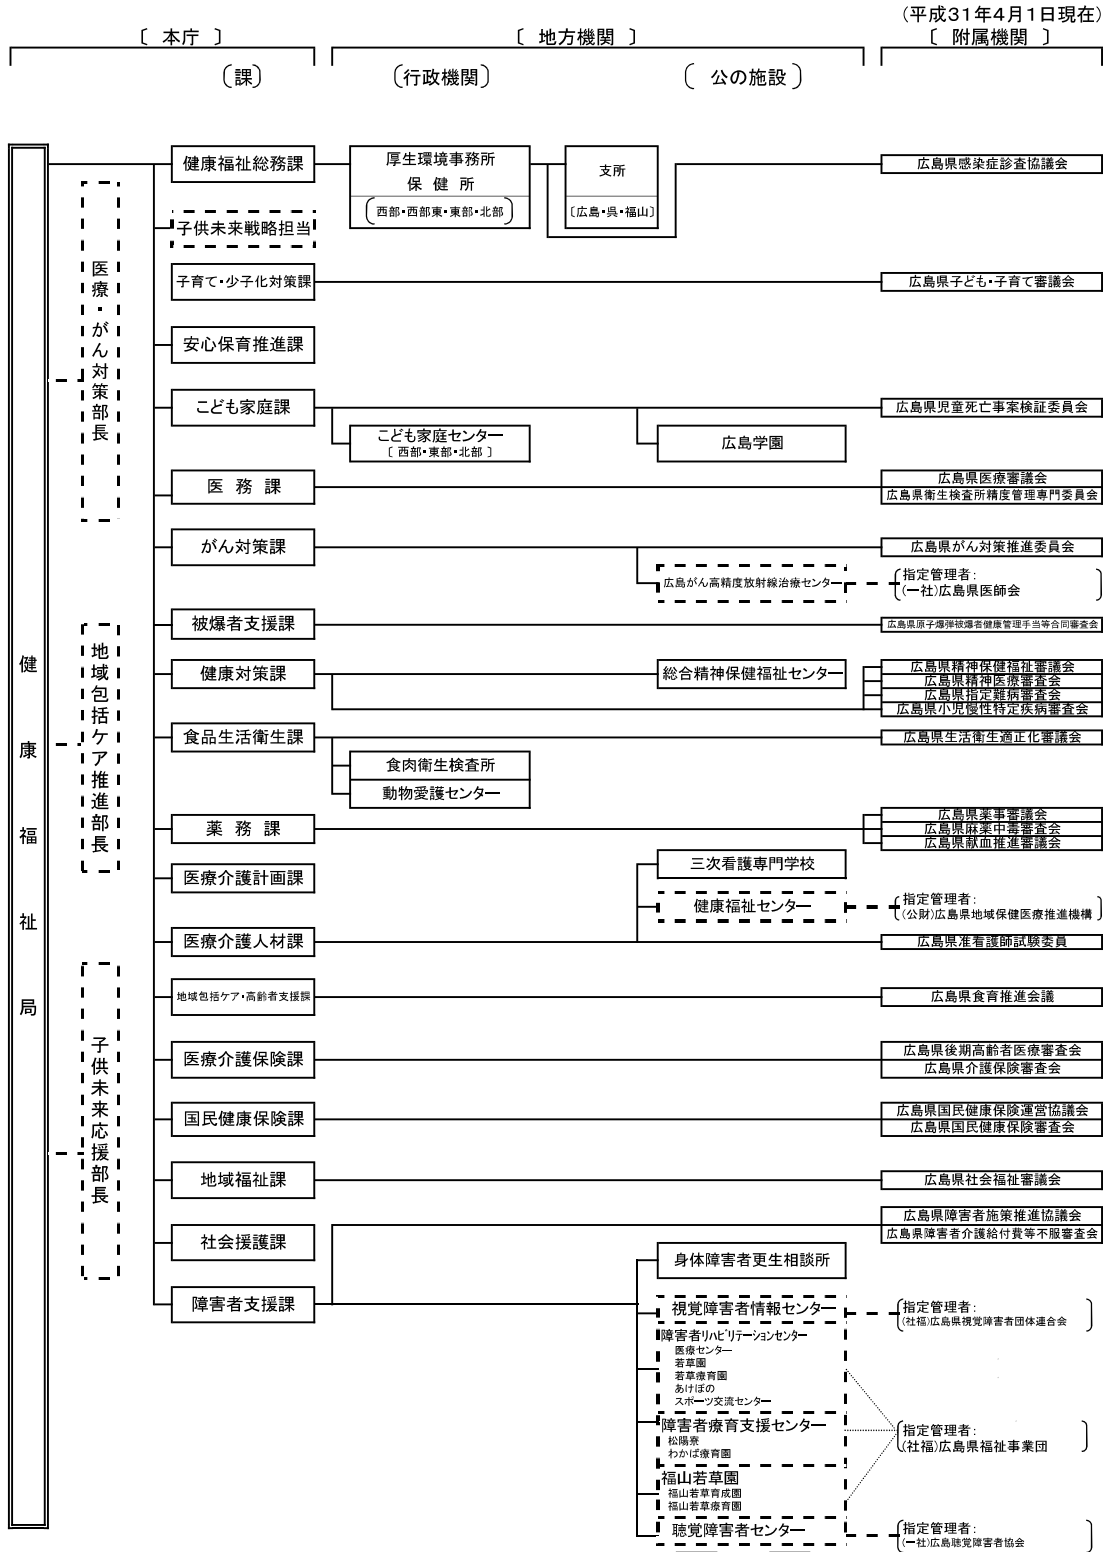 (平成31年4月1日現在)
〔 本庁 〕
〔 地方機関 〕
〔 附属機関 〕
〔課〕
〔行政機関〕
〔 公の施設〕
健康福祉局
医療・がん対策部長
地域包括ケア推進部長
子供未来応援部長
健康福祉総務課
厚生環境事務所
保健所
〔西部・西部東・東部・北部〕
支所
〔広島・呉・福山〕
広島県感染症診査協議会
子供未来戦略担当
子育て・少子化対策課
広島県子ども・子育て審議会
安心保育推進課
こども家庭課
広島県児童死亡事案検証委員会
こども家庭センター
〔 西部・東部・北部 〕
広島学園
医務課
広島県医療審議会
広島県衛生検査所精度管理専門委員会
がん対策課
広島県がん対策推進委員会
広島がん高精度放射線治療センター
指定管理者:
(一社)広島県医師会
被爆者支援課
広島県原子爆弾被爆者健康管理手当等合同審査会
健康対策課
総合精神保健福祉センター
広島県精神保健福祉審議会
広島県精神医療審査会
広島県指定難病審査会
広島県小児慢性特定疾病審査会
食品生活衛生課
広島県生活衛生適正化審議会
食肉衛生検査所
動物愛護センター
薬務課
広島県薬事審議会
広島県麻薬中毒審査会
広島県献血推進審議会
三次看護専門学校
医療介護計画課
健康福祉センター
指定管理者:
(公財)広島県地域保健医療推進機構
医療介護人材課
広島県准看護師試験委員
地域包括ケア・高齢者支援課
広島県食育推進会議
医療介護保険課
広島県後期高齢者医療審査会
広島県介護保険審査会
国民健康保険課
広島県国民健康保険運営協議会
広島県国民健康保険審査会
地域福祉課
広島県社会福祉審議会
社会援護課
広島県障害者施策推進協議会
広島県障害者介護給付費等不服審査会
障害者支援課
身体障害者更生相談所
視覚障害者情報センター
指定管理者:
(社福)広島県視覚障害者団体連合会
障害者リハビリテーションセンター
医療センター
若草園
若草療育園
あけぼの
スポーツ交流センター
障害者療育支援センター
松陽寮
わかば療育園
指定管理者:
(社福)広島県福祉事業団
福山若草園
福山若草育成園
福山若草療育園
聴覚障害者センター
指定管理者:
(一社)広島聴覚障害者協会